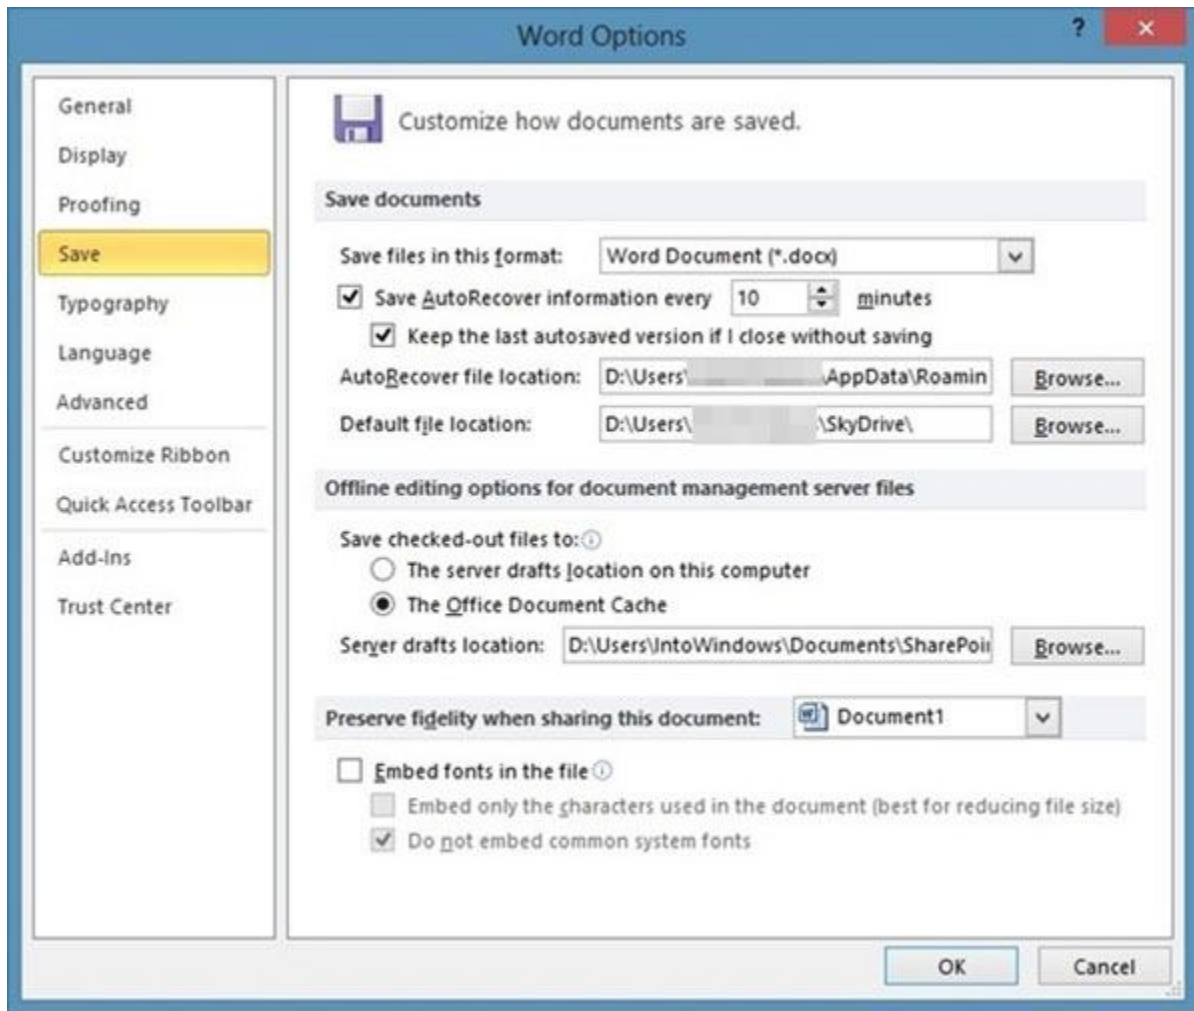 Word Options
?
General
Display
Proofing
Save
Typography
Language
Advanced
Customize Ribbon
Quick Access Toolbar
Add-Ins
Trust Center
Customize how documents are saved.
Save documents
Save files in this format: Word Document (*.docx)
Save AutoRecover information every 10 minutes
Keep the last autosaved version if I close without saving
AutoRecover file location: D:\Users\ \AppData\Roamin Browse...
Default file location: D:\Users\ \SkyDrive\ Browse...
Offline editing options for document management server files
Save checked-out files to:
The server drafts location on this computer
The Office Document Cache
Server drafts location: D:\Users\IntoWindows\Documents\SharePoi Browse...
Preserve fidelity when sharing this document: Document1
Embed fonts in the file
Embed only the characters used in the document (best for reducing file size)
Do not embed common system fonts
OK Cancel